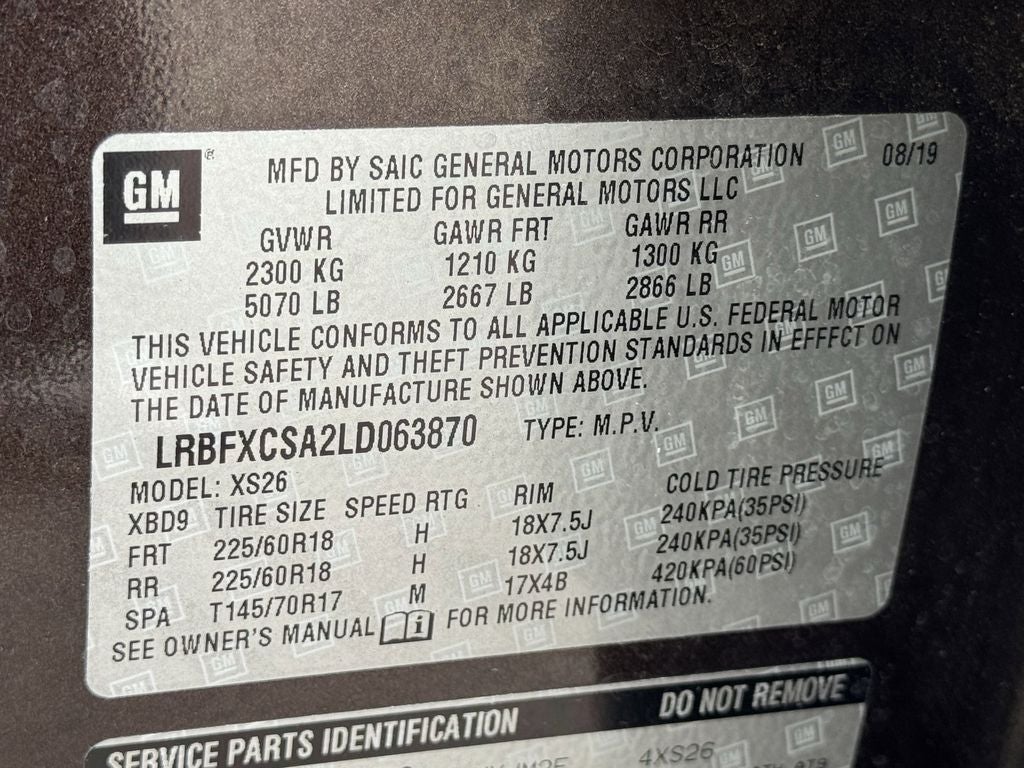 GM
MFD BY SAIC GENERAL MOTORS CORPORATION 08/19
LIMITED FOR GENERAL MOTORS LLC
GVWR GAWR FRT GAWR RR
2300 KG 1210 KG 1300 KG
5070 LB 2667 LB 2866 LB
THIS VEHICLE CONFORMS TO ALL APPLICABLE U.S. FEDERAL MOTOR
VEHICLE SAFETY AND THEFT PREVENTION STANDARDS IN EFFFCT ON
THE DATE OF MANUFACTURE SHOWN ABOVE.
LRBFXCSA2LD063870 TYPE: M.P.V.
MODEL: XS26
XBD9 TIRE SIZE SPEED RTG RIM COLD TIRE PRESSURE
FRT 225/60R18 H 18X7.5J 240KPA(35PSI)
RR 225/60R18 H 18X7.5J 240KPA(35PSI)
SPA T145/70R17 M 17X4B 420KPA(60PSI)
SEE OWNER'S MANUAL i FOR MORE INFORMATION.
SERVICE PARTS IDENTIFICATION DO NOT REMOVE
4XS26